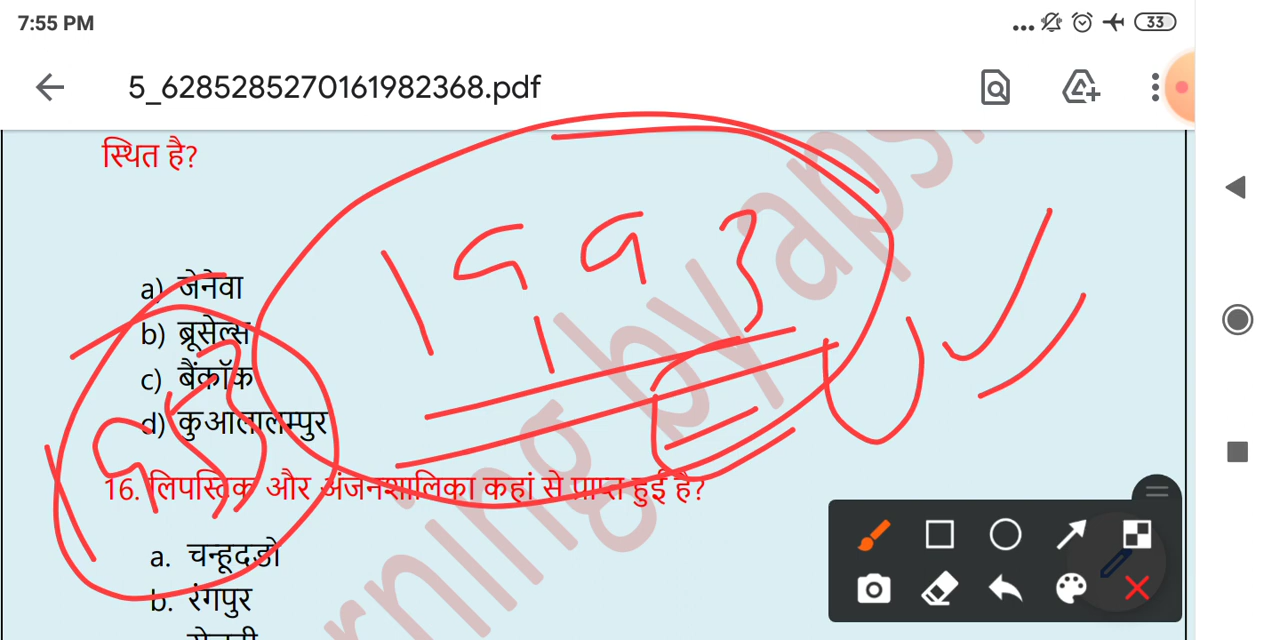 7:55 PM
33
5_6285285270161982368.pdf
स्थित है?
1993
a) जेनेवा
b) ब्रूसेल्स
c) बैंकॉक
d) कुआलालम्पुर
16. लिपस्टिक और अंजनशालिका कहां से पाप्त हुई है?
a. चन्हूदडो
b. रंगपुर